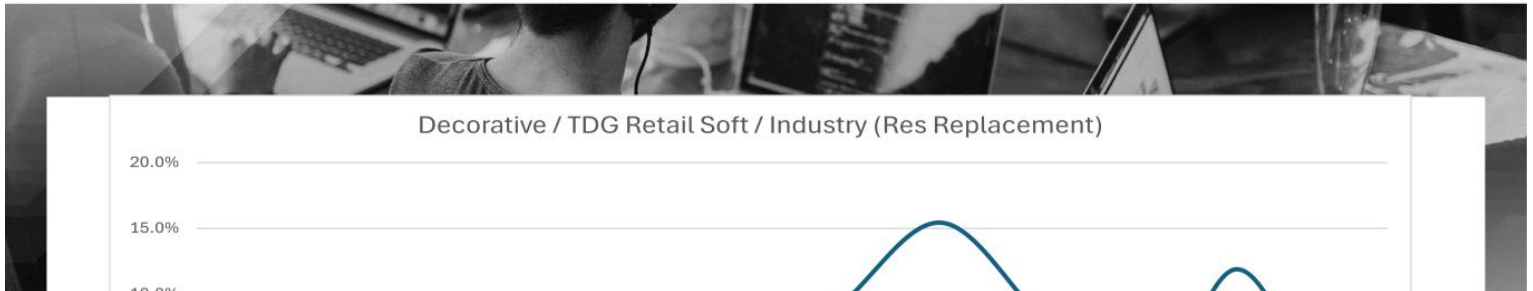 Decorative / TDG Retail Soft / Industry (Res Replacement)
20.0%
15.0%